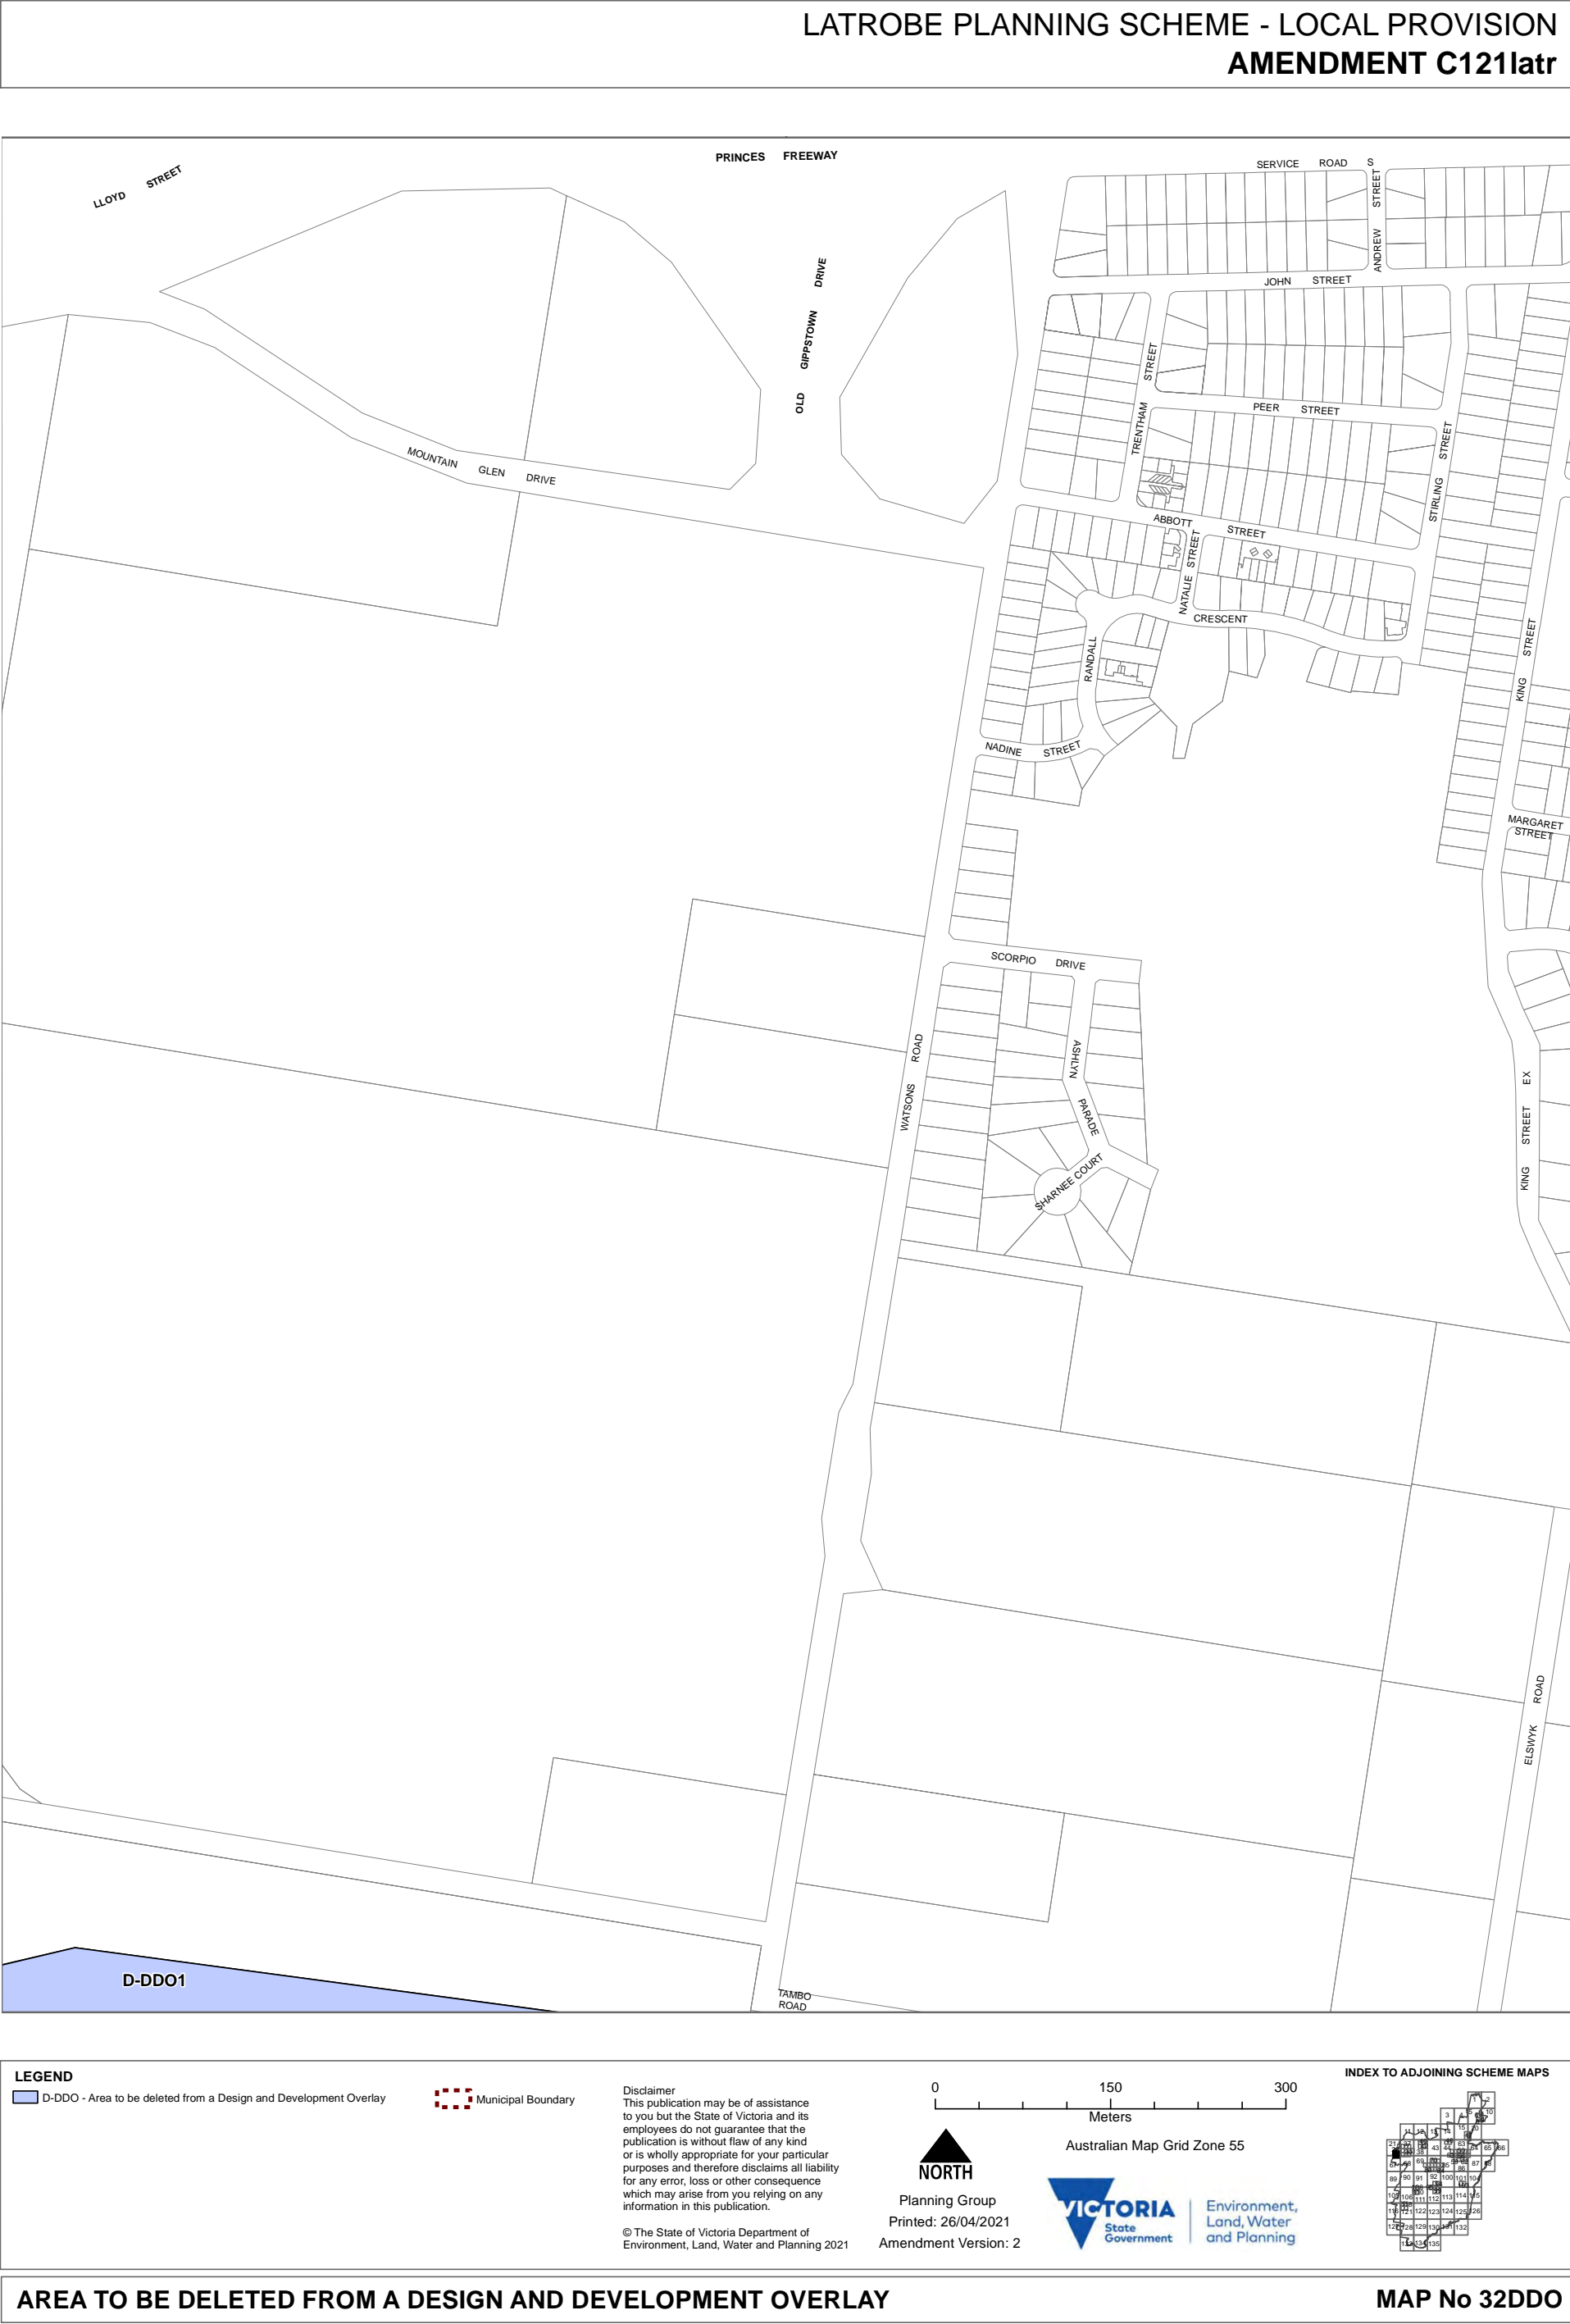 LATROBE PLANNING SCHEME - LOCAL PROVISION
AMENDMENT C121latr
PRINCES FREEWAY
LLOYD STREET
SERVICE ROAD S
ANDREW STREET
OLD GIPPSTOWN DRIVE
JOHN STREET
TRENTHAM STREET
PEER STREET
STIRLING STREET
MOUNTAIN GLEN DRIVE
ABBOTT STREET
NATALIE STREET
RANDALL CRESCENT
KING STREET
NADINE STREET
MARGARET
STREET
SCORPIO DRIVE
WATSONS ROAD
ASHLYN PARADE
KING STREET EX
SHARNEE COURT
ELSWYK ROAD
D-DDO1
TAMBO
ROAD
LEGEND
D-DDO - Area to be deleted from a Design and Development Overlay
Municipal Boundary
Disclaimer
This publication may be of assistance
to you but the State of Victoria and its
employees do not guarantee that the
publication is without flaw of any kind
or is wholly appropriate for your particular
purposes and therefore disclaims all liability
for any error, loss or other consequence
which may arise from you relying on any
information in this publication.
© The State of Victoria Department of
Environment, Land, Water and Planning 2021
0 150 300
Meters
Australian Map Grid Zone 55
NORTH
Planning Group
Printed: 26/04/2021
Amendment Version: 2
VICTORIA
State
Government
Environment,
Land, Water
and Planning
INDEX TO ADJOINING SCHEME MAPS
AREA TO BE DELETED FROM A DESIGN AND DEVELOPMENT OVERLAY
MAP No 32DDO